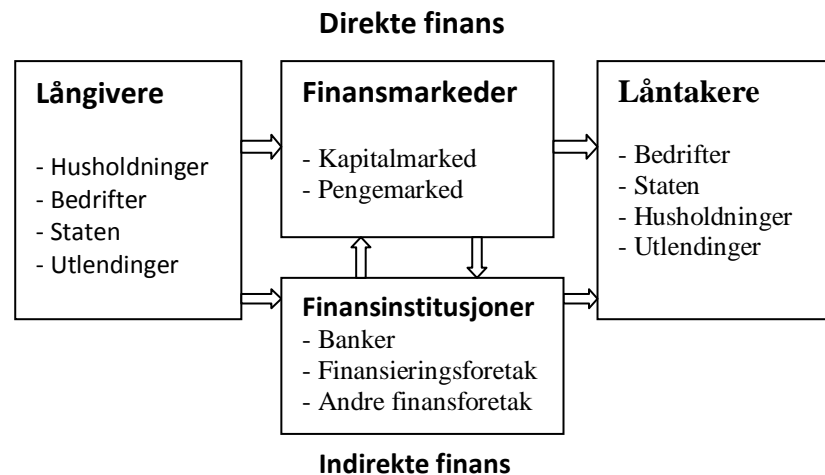 Direkte finans
Långivere
- Husholdninger
- Bedrifter
- Staten
- Utlendinger
Finansmarkeder
- Kapitalmarked
- Pengemarked
Låntakere
- Bedrifter
- Staten
- Husholdninger
- Utlendinger
Finansinstitusjoner
- Banker
- Finansieringsforetak
- Andre finansforetak
Indirekte finans